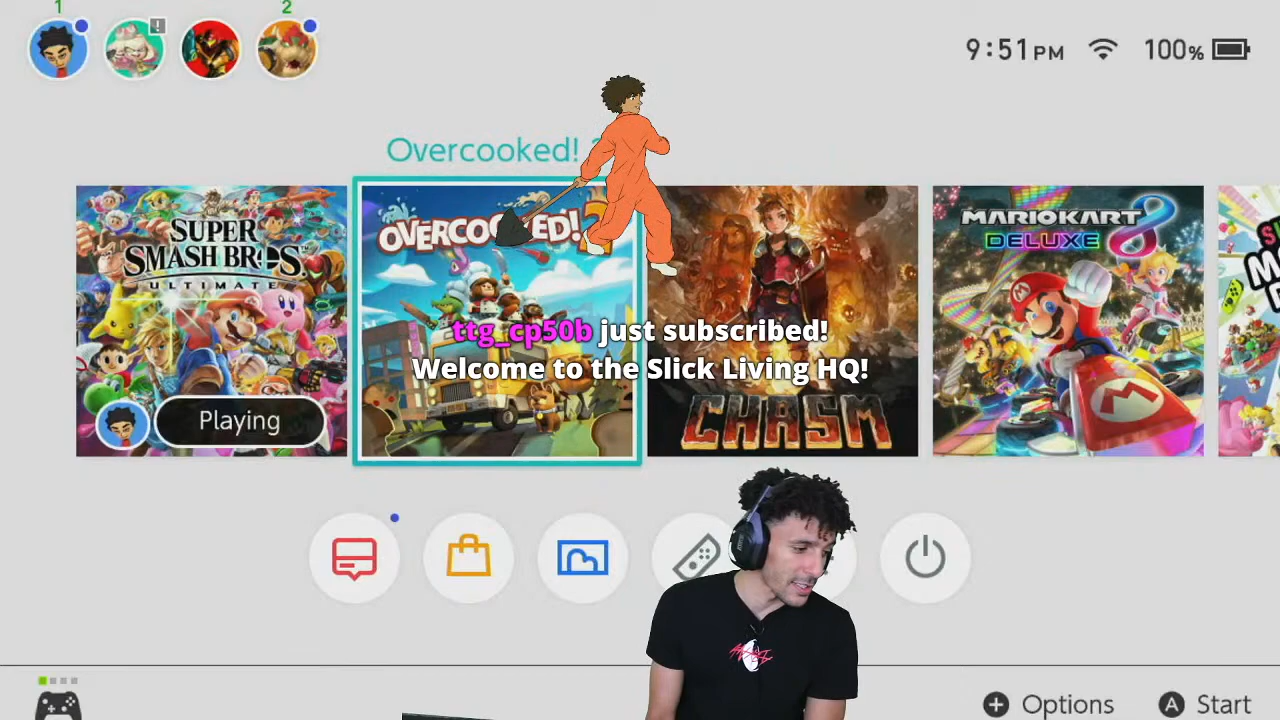 1
2
!
9:51 PM
100%
Overcooked!
SUPER
SMASH BROS.
ULTIMATE
Playing
OVERCOOKED!
CHASM
MARIOKART 8
DELUXE
ttg_cp50b just subscribed!
Welcome to the Slick Living HQ!
+ Options
A Start